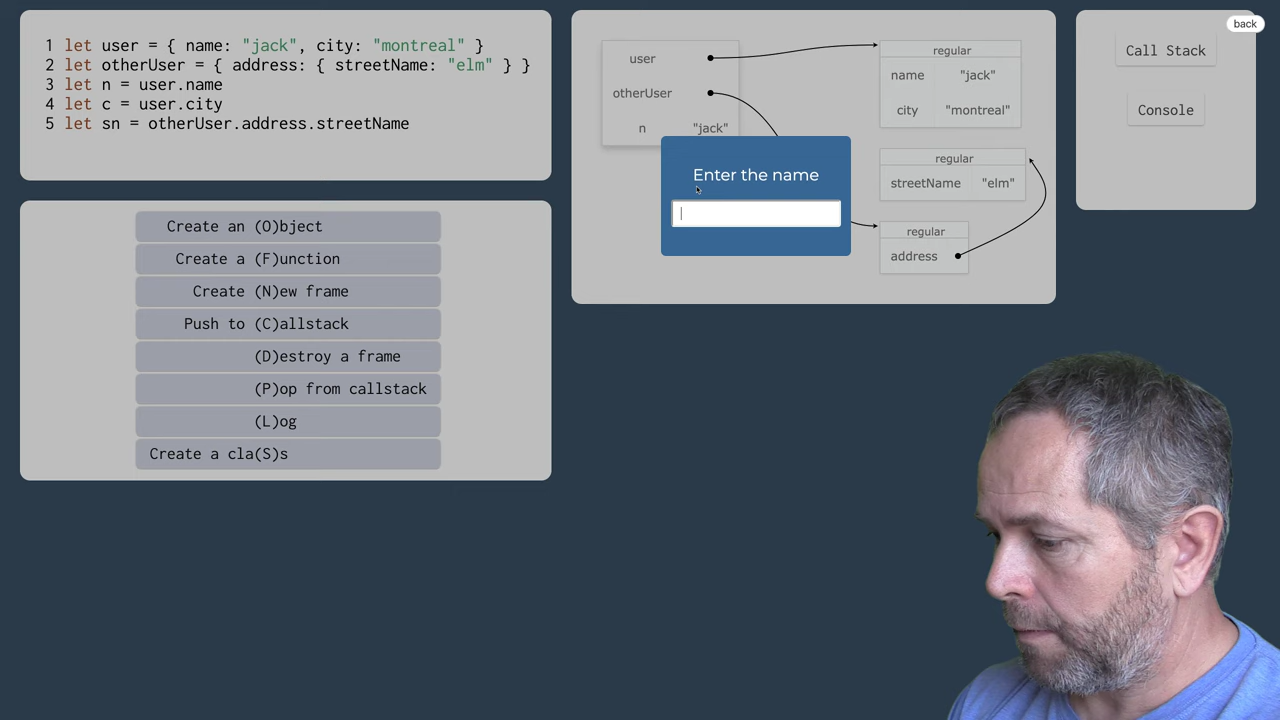 1 let user = { name: "jack", city: "montreal" }
2 let otherUser = { address: { streetName: "elm" } }
3 let n = user.name
4 let c = user.city
5 let sn = otherUser.address.streetName
Create an (O)bject
Create a (F)unction
Create (N)ew frame
Push to (C)allstack
(D)estroy a frame
(P)op from callstack
(L)og
Create a cla(S)s
user
otherUser
n "jack"
Enter the name
regular
name "jack"
city "montreal"
regular
streetName "elm"
regular
address
back
Call Stack
Console